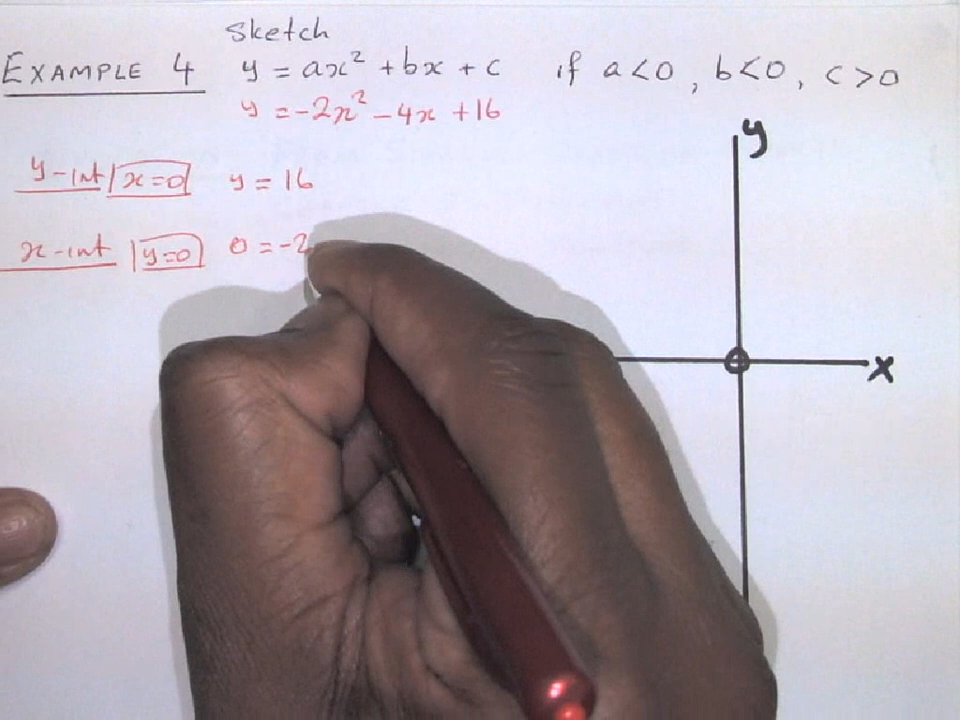 Sketch
EXAMPLE 4 y = ax² + bx + c if a<0, b<0, c>0
y = -2x² - 4x + 16
y-int | x=0 y = 16
x-int | y=0 0 = -2
y
x